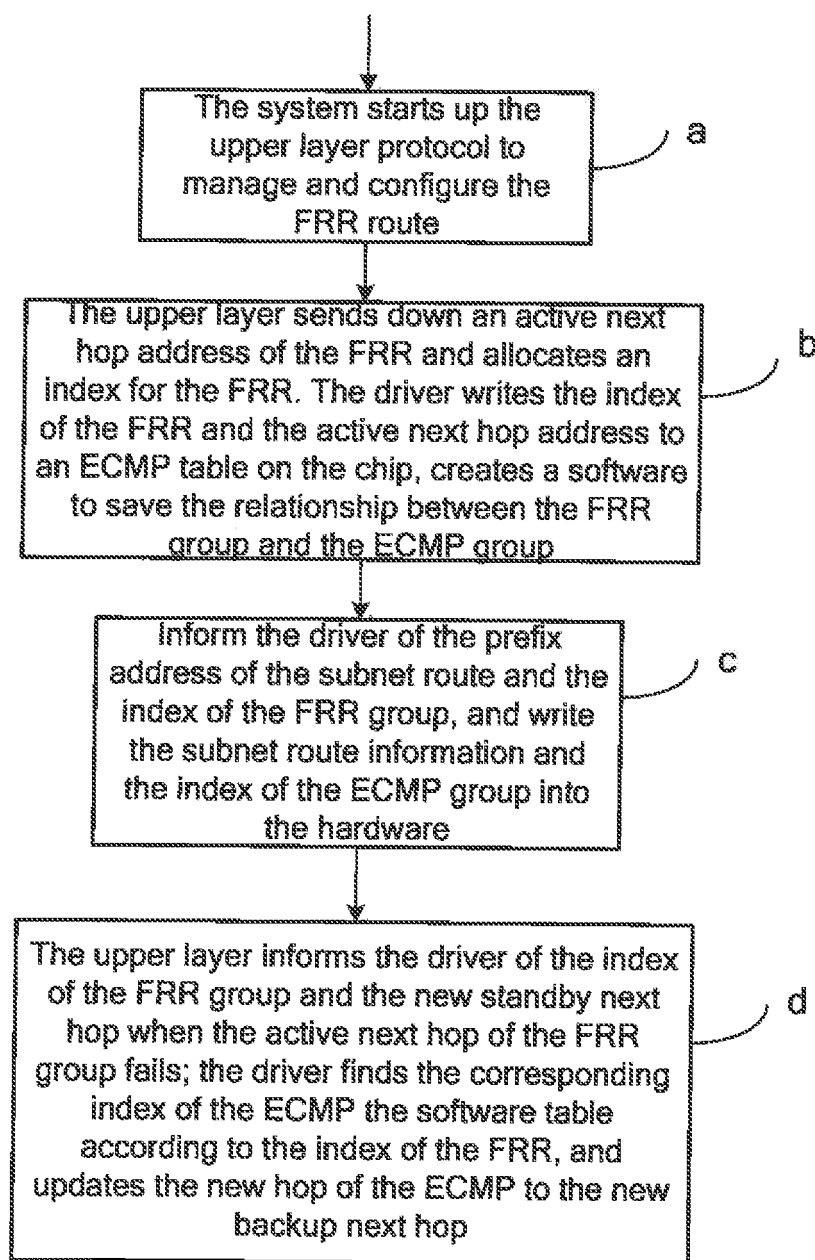 The system starts up the
upper layer protocol to
manage and configure the
FRR route
a
The upper layer sends down an active next
hop address of the FRR and allocates an
index for the FRR. The driver writes the index
of the FRR and the active next hop address to
an ECMP table on the chip, creates a software
to save the relationship between the FRR
group and the ECMP group
b
Inform the driver of the prefix
address of the subnet route and the
index of the FRR group, and write
the subnet route information and
the index of the ECMP group into
the hardware
c
The upper layer informs the driver of the index
of the FRR group and the new standby next
hop when the active next hop of the FRR
group fails; the driver finds the corresponding
index of the ECMP the software table
according to the index of the FRR, and
updates the new hop of the ECMP to the new
backup next hop
d